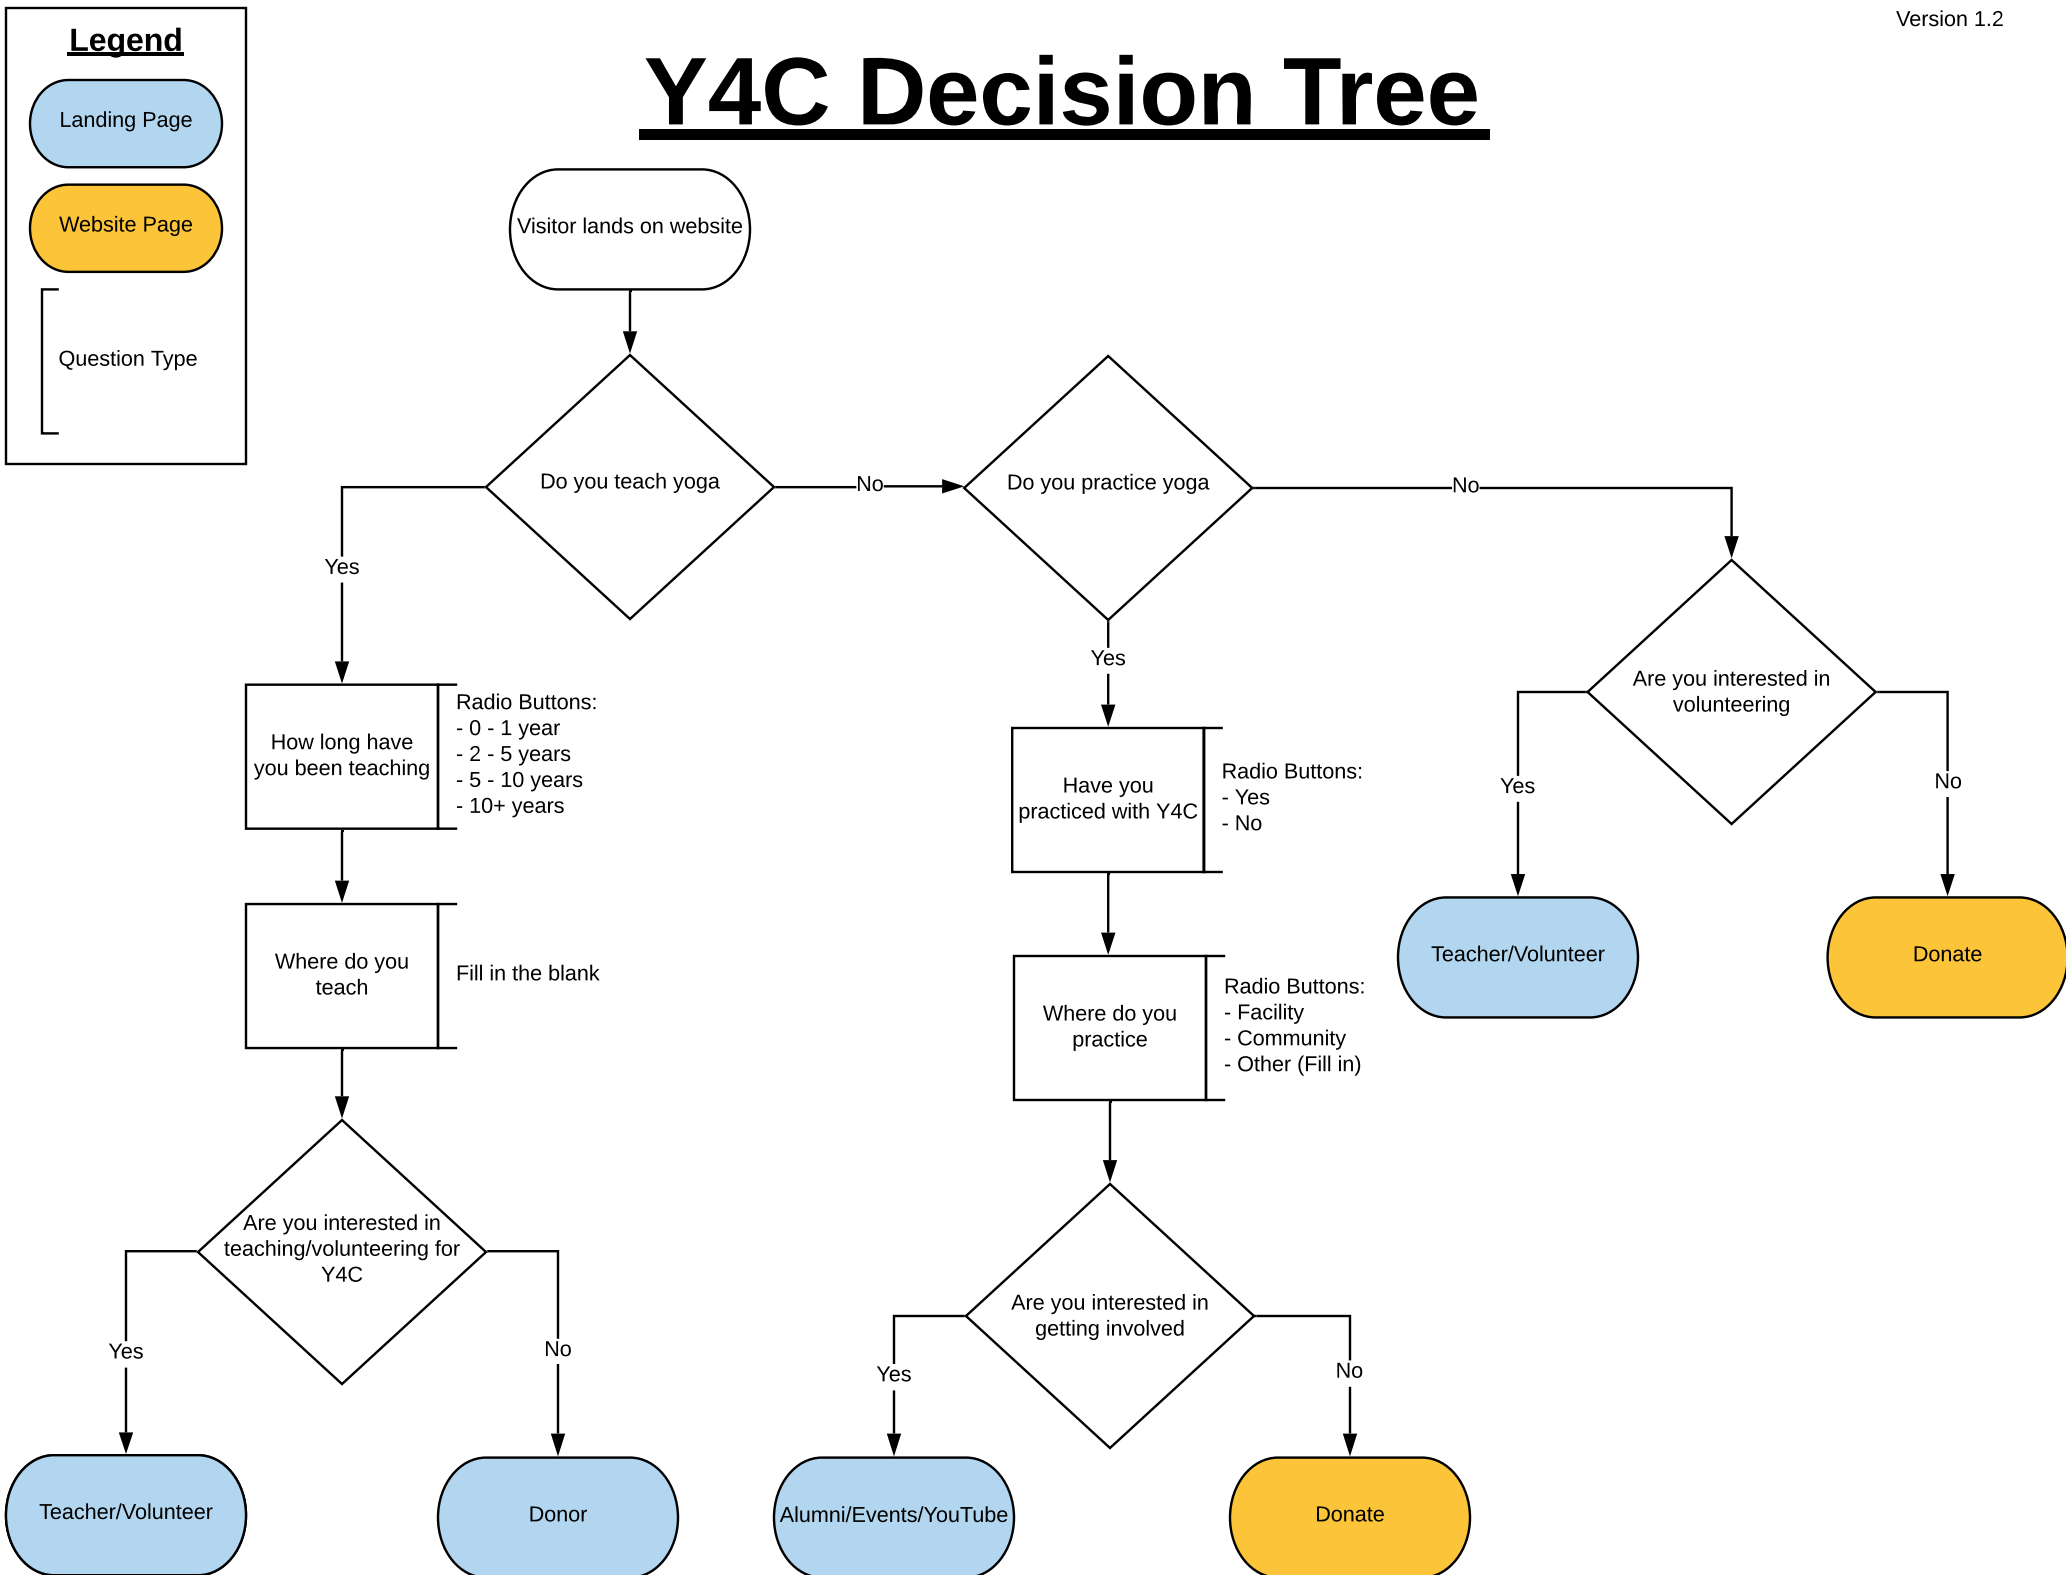 Version 1.2
Legend
Landing Page
Website Page
Question Type
Y4C Decision Tree
Visitor lands on website
Do you teach yoga
No
Do you practice yoga
No
Yes
Yes
Are you interested in
volunteering
Yes
No
How long have
you been teaching
Radio Buttons:
- 0 - 1 year
- 2 - 5 years
- 5 - 10 years
- 10+ years
Have you
practiced with Y4C
Radio Buttons:
- Yes
- No
Where do you
teach
Fill in the blank
Where do you
practice
Radio Buttons:
- Facility
- Community
- Other (Fill in)
Teacher/Volunteer
Donate
Are you interested in
teaching/volunteering for
Y4C
Yes
No
Are you interested in
getting involved
Yes
No
Teacher/Volunteer
Donor
Alumni/Events/YouTube
Donate